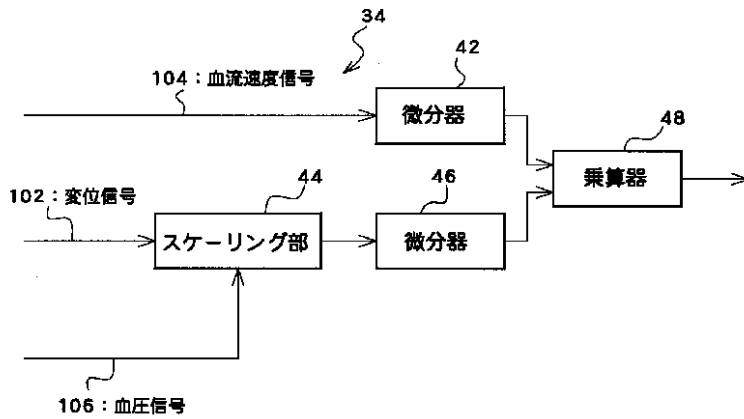 34
42
104：血流速度信号
微分器
48
乗算器
102：変位信号
44
46
スケーリング部
微分器
106：血圧信号